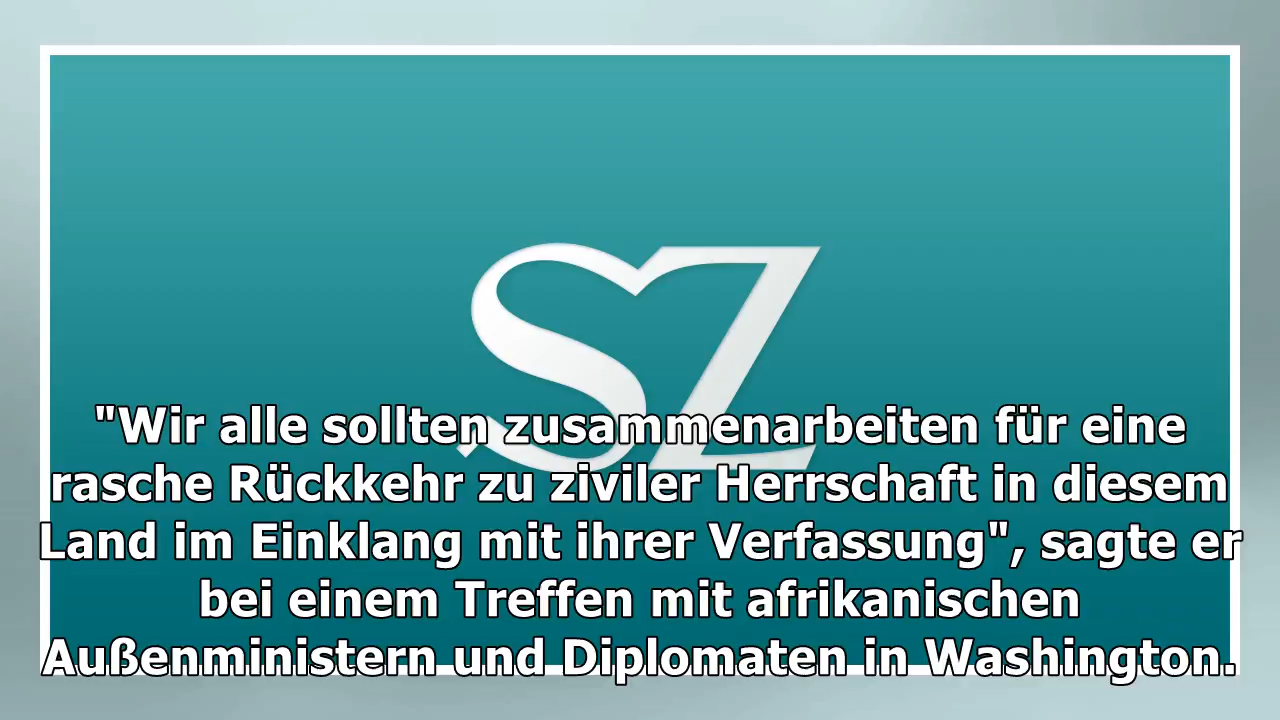 SZ
"Wir alle sollten zusammenarbeiten für eine
rasche Rückkehr zu ziviler Herrschaft in diesem
Land im Einklang mit ihrer Verfassung", sagte er
bei einem Treffen mit afrikanischen
Außenministern und Diplomaten in Washington.